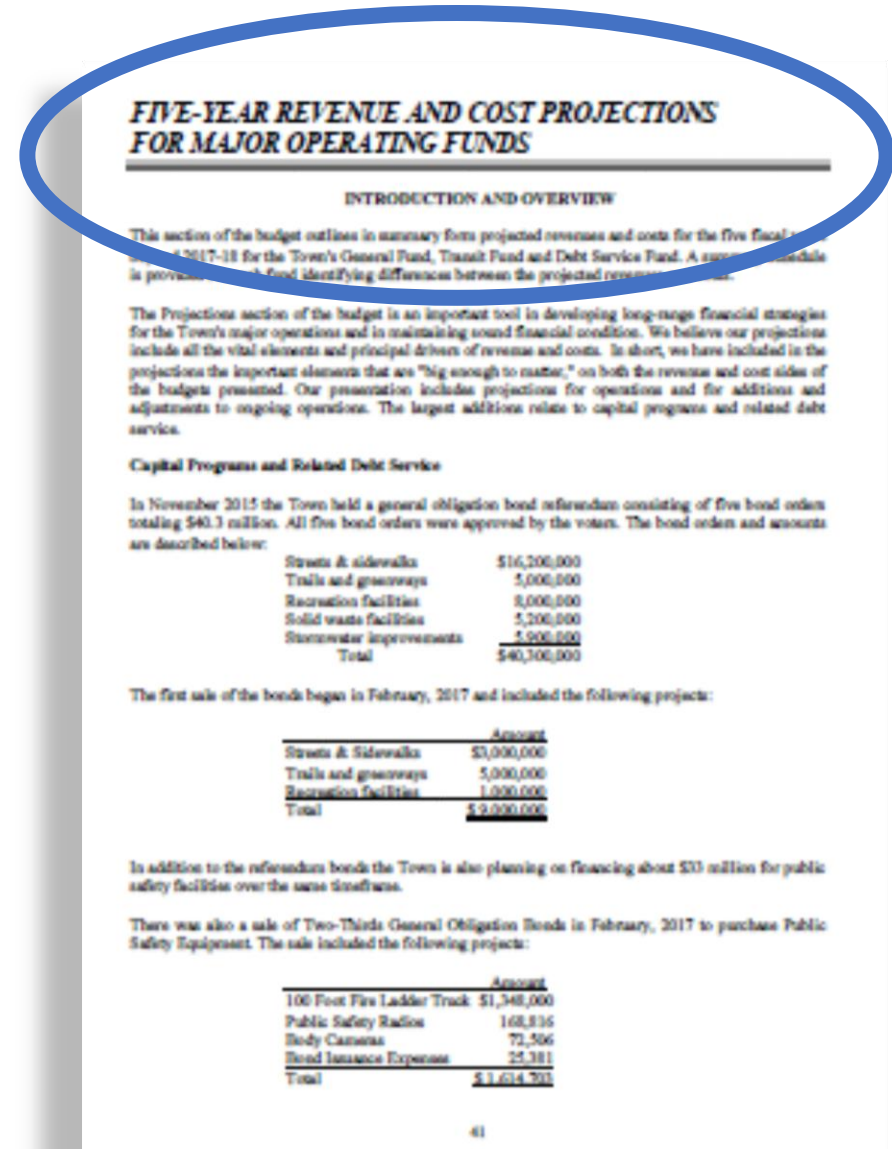 FIVE-YEAR REVENUE AND COST PROJECTIONS
FOR MAJOR OPERATING FUNDS
INTRODUCTION AND OVERVIEW
This section of the budget outlines in summary form projected revenues and costs for the five fiscal
2017-18 for the Town's General Fund, Transit Fund and Debt Service Fund. A
is fund identifying differences between the projected
The Projections section of the budget is an important tool in developing long-range financial strategies
for the Town's major operations and in maintaining sound financial condition. We believe our projections
include all the vital elements and principal drivers of revenue and costs. In short, we have included in the
projections the important elements that are "big enough to matter," on both the revenue and cost sides of
the budgets presented. Our presentation includes projections for operations and for additions and
adjustments to ongoing operations. The largest additions relate to capital programs and related debt
service.
Capital Programs and Related Debt Service
In November 2015 the Town held a general obligation bond referendum consisting of five bond orders
totaling $40.3 million. All five bond orders were approved by the voters. The bond orders and amounts
are described below:
Streets & sidewalks $16,200,000
Trails and greenways 5,000,000
Recreation facilities 8,000,000
Solid waste facilities 5,200,000
Stormwater improvements 5,900,000
Total $40,300,000
The first sale of the bonds began in February, 2017 and included the following projects:
Amount
Streets & Sidewalks $3,000,000
Trails and greenways 5,000,000
Recreation facilities 1,000,000
Total $ 9,000,000
In addition to the referendum bonds the Town is also planning on financing about $33 million for public
safety facilities over the same timeframe.
There was also a sale of Two-Thirds General Obligation Bonds in February, 2017 to purchase Public
Safety Equipment. The sale included the following projects:
Amount
100 Foot Fire Ladder Truck $1,348,000
Public Safety Radios 168,816
Body Cameras 72,506
Bond Issuance Expenses 25,381
Total $ 1,614,703
41